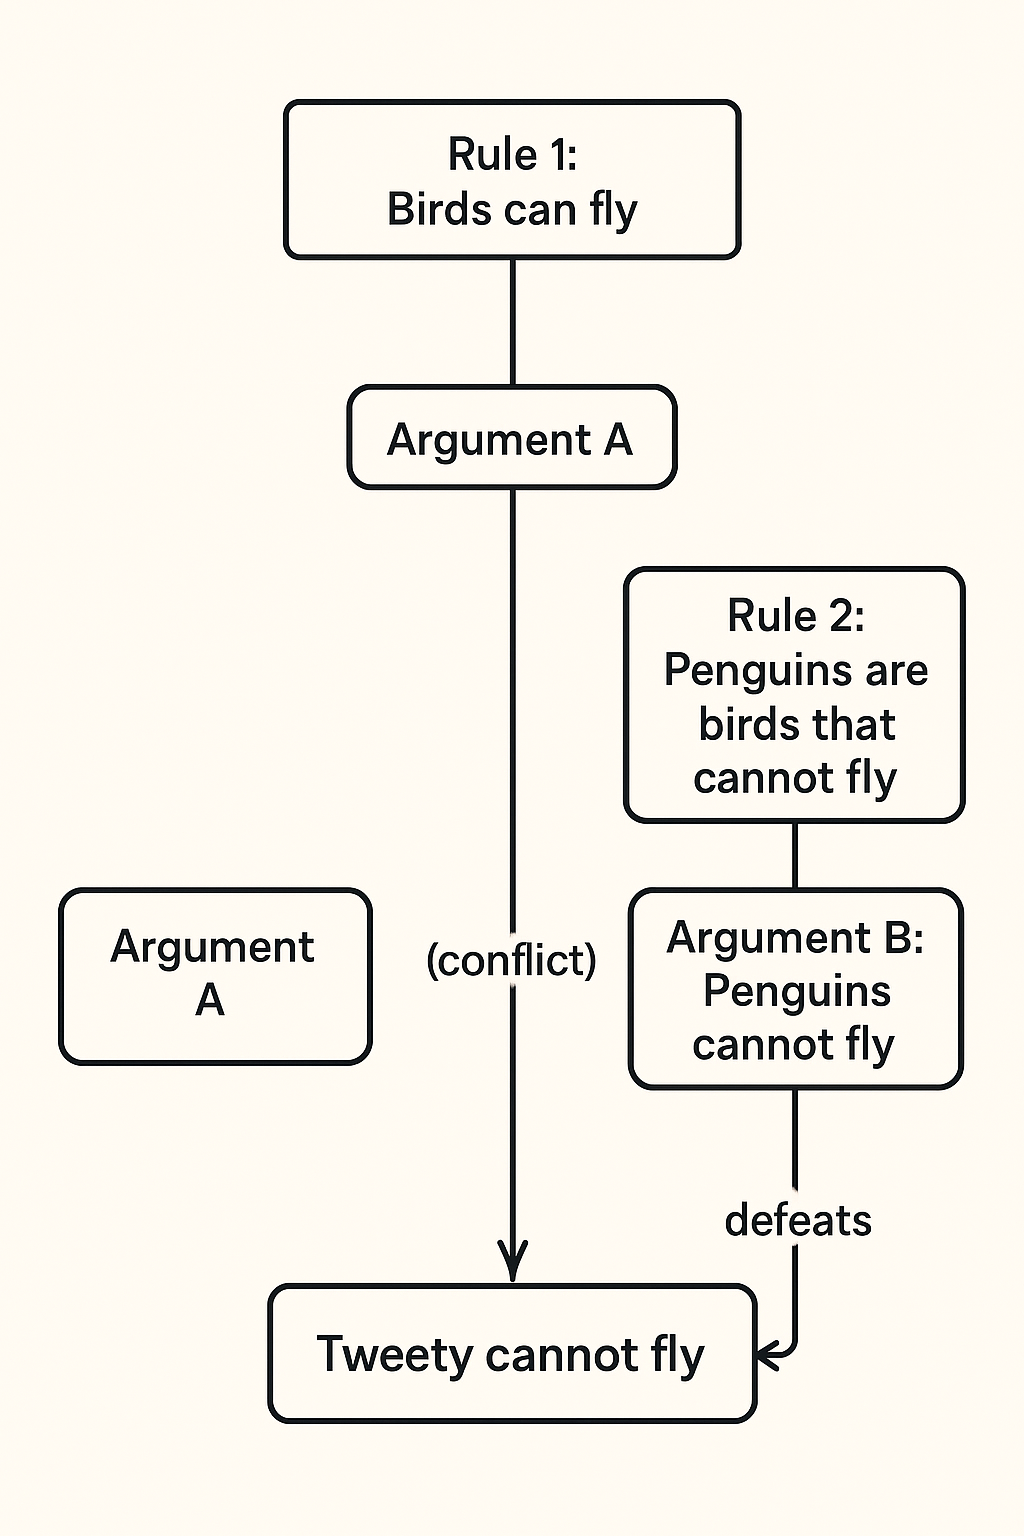 Rule 1:
Birds can fly
Argument A
Rule 2:
Penguins are
birds that
cannot fly
Argument
A
(conflict)
Argument B:
Penguins
cannot fly
defeats
Tweety cannot fly